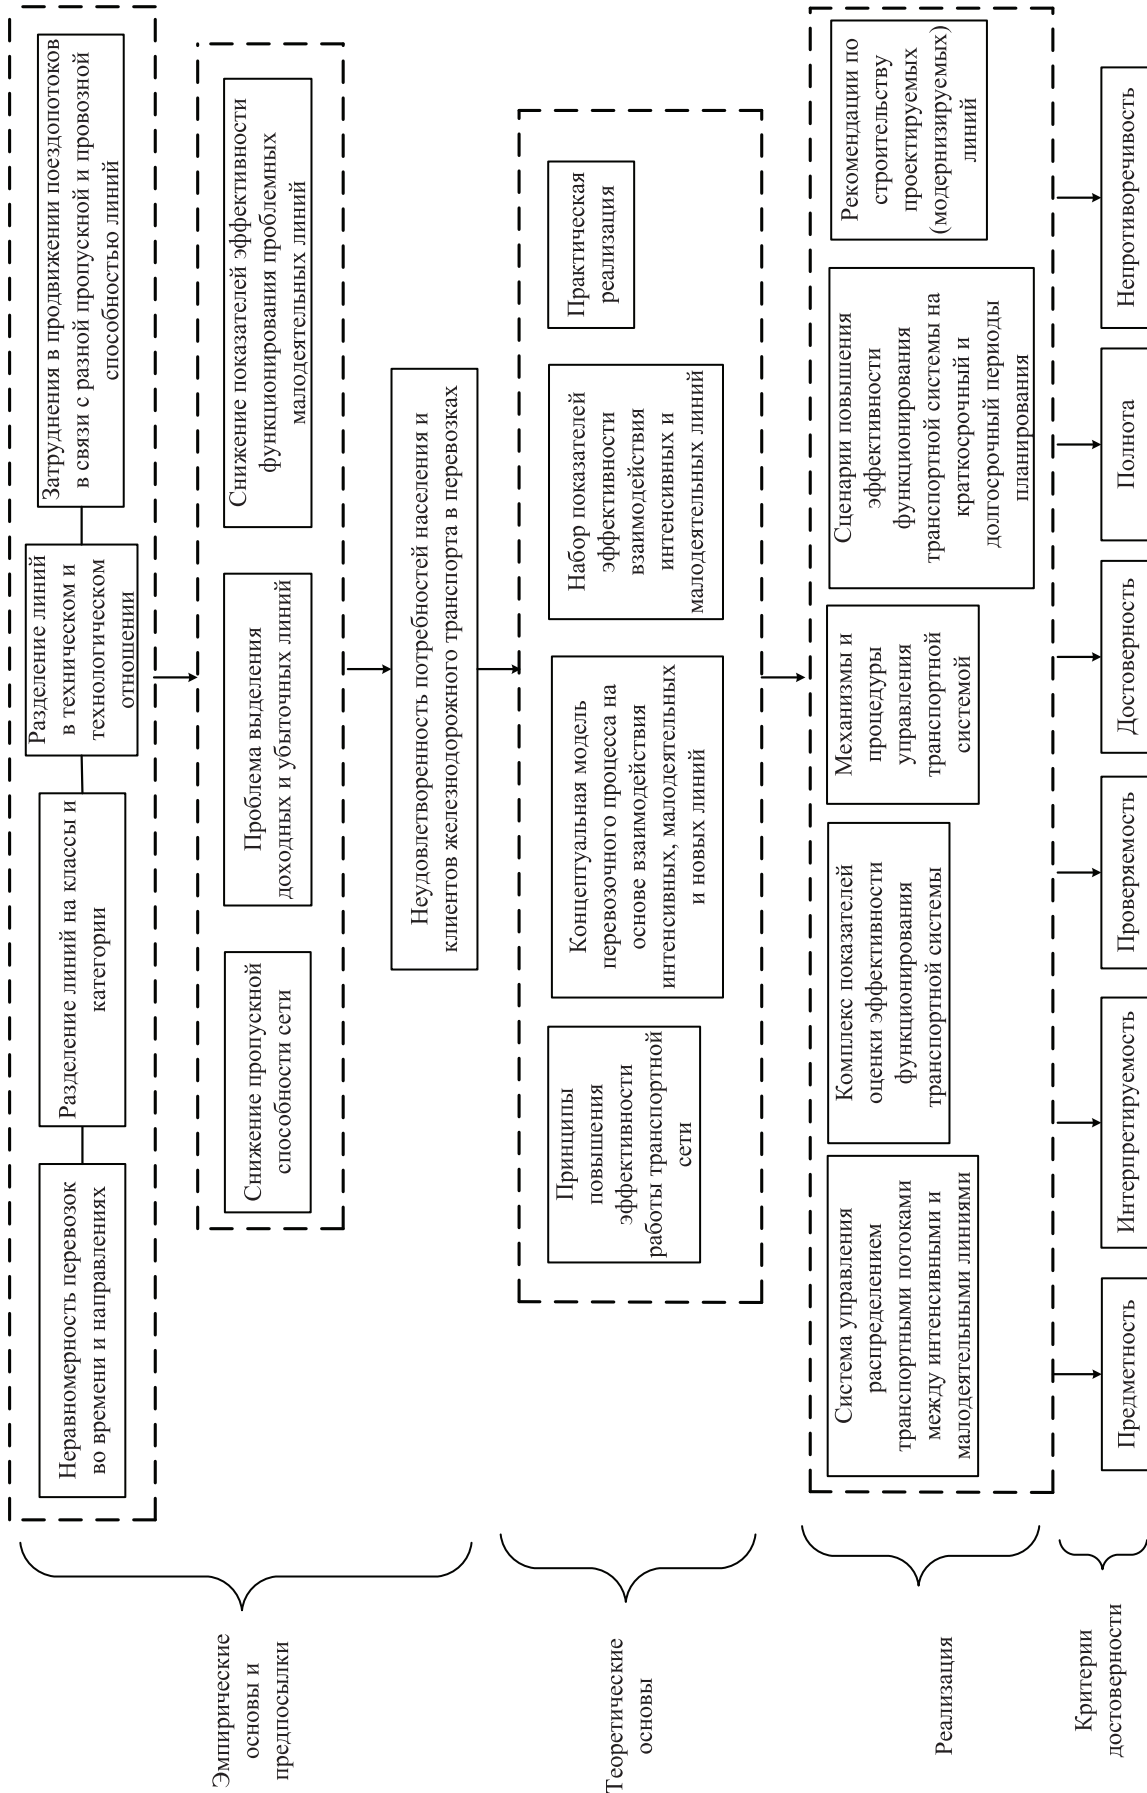 Эмпирические
основы и
предпосылки
Неравномерность перевозок
во времени и направлениях
Разделение линий на классы и
категории
Разделение линий
в техническом и
технологическом
отношении
Затруднения в продвижении поездопотоков
в связи с разной пропускной и провозной
способностью линий
Снижение пропускной
способности сети
Проблема выделения
доходных и убыточных линий
Снижение показателей эффективности
функционирования проблемных
малодеятельных линий
Неудовлетворенность потребностей населения и
клиентов железнодорожного транспорта в перевозках
Теоретические
основы
Принципы
повышения
эффективности
работы транспортной
сети
Концептуальная модель
перевозочного процесса на
основе взаимодействия
интенсивных, малодеятельных
и новых линий
Набор показателей
эффективности
взаимодействия
интенсивных и
малодеятельных линий
Практическая
реализация
Реализация
Система управления
распределением
транспортными потоками
между интенсивными и
малодеятельными линиями
Комплекс показателей
оценки эффективности
функционирования
транспортной системы
Механизмы и
процедуры
управления
транспортной
системой
Сценарии повышения
эффективности
функционирования
транспортной системы на
краткосрочный и
долгосрочный периоды
планирования
Рекомендации по
строительству
проектируемых
(модернизируемых)
линий
Критерии
достоверности
Предметность
Интерпретируемость
Проверяемость
Достоверность
Полнота
Непротиворечивость